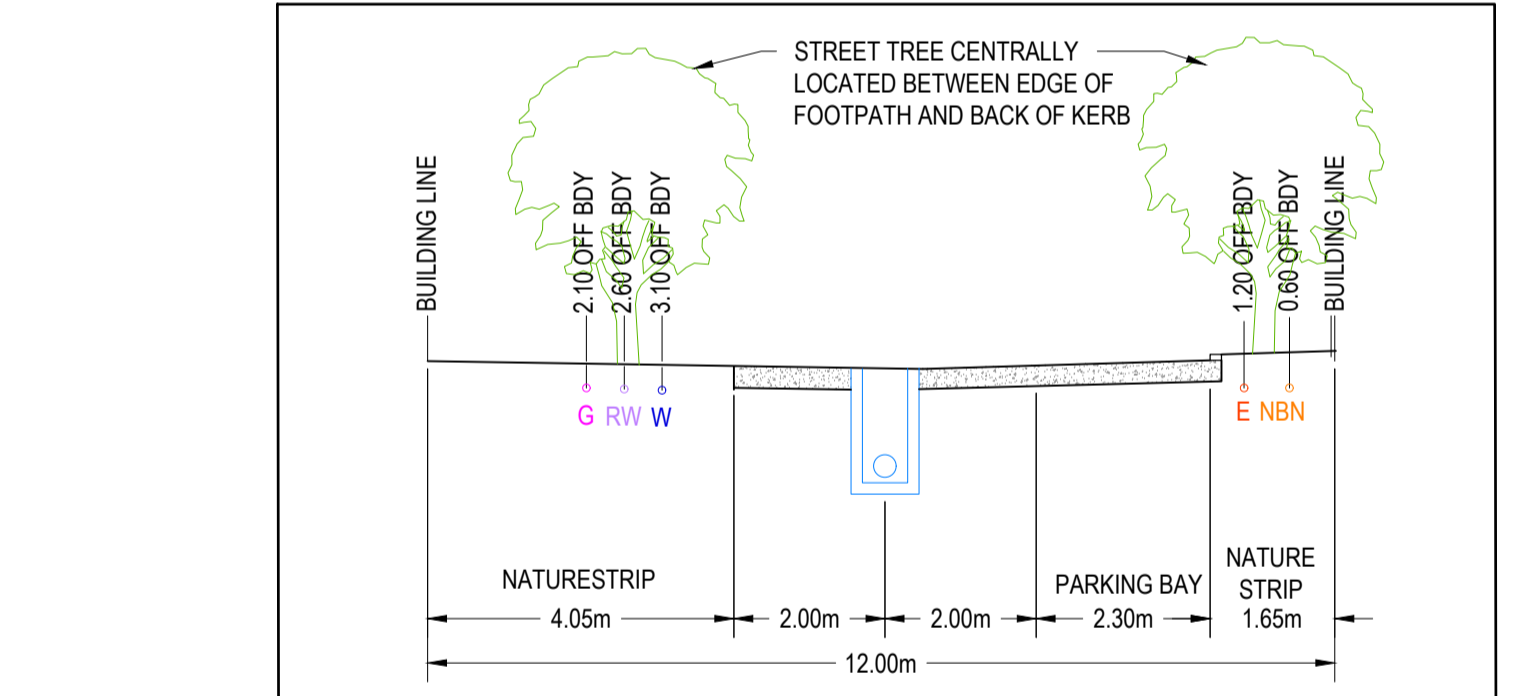 STREET TREE CENTRALLY
LOCATED BETWEEN EDGE OF
FOOTPATH AND BACK OF KERB
BUILDING LINE
2.10 OFF BDY
2.60 OFF BDY
3.10 OFF BDY
1.20 OFF BDY
0.60 OFF BDY
BUILDING LINE
G RW W
E NBN
NATURESTRIP
4.05m
2.00m
2.00m
PARKING BAY
2.30m
NATURE
STRIP
1.65m
12.00m